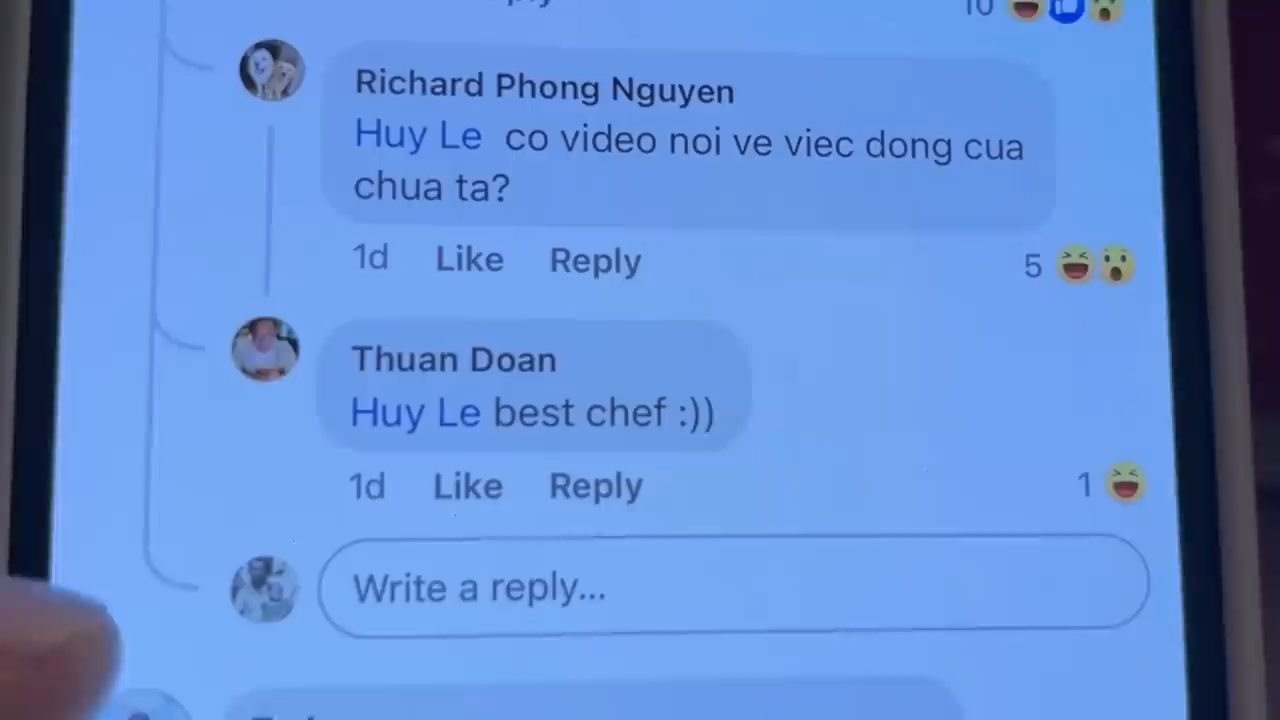 10
Richard Phong Nguyen
Huy Le co video noi ve viec dong cua
chua ta?
1d Like Reply 5
Thuan Doan
Huy Le best chef :))
1d Like Reply 1
Write a reply...